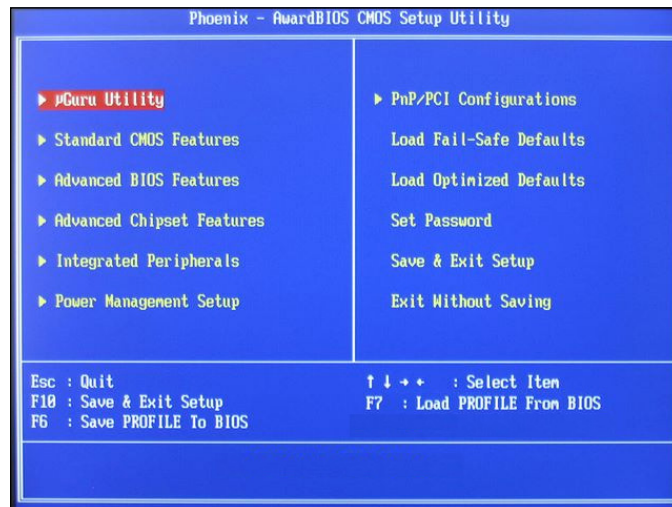 Phoenix - AwardBIOS CMOS Setup Utility
µGuru Utility
Standard CMOS Features
Advanced BIOS Features
Advanced Chipset Features
Integrated Peripherals
Power Management Setup
PnP/PCI Configurations
Load Fail-Safe Defaults
Load Optimized Defaults
Set Password
Save & Exit Setup
Exit Without Saving
Esc : Quit
F10 : Save & Exit Setup
F6 : Save PROFILE To BIOS
↑ ↓ → ← : Select Item
F7 : Load PROFILE From BIOS